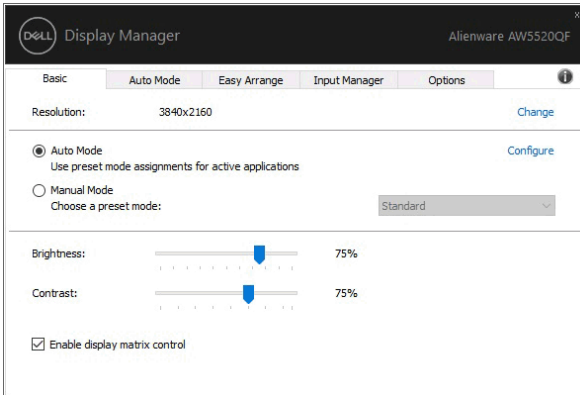 DELL Display Manager Alienware AW5520QF
Basic Auto Mode Easy Arrange Input Manager Options i
Resolution: 3840x2160 Change
Auto Mode Configure
Use preset mode assignments for active applications
Manual Mode
Choose a preset mode: Standard
Brightness: 75%
Contrast: 75%
Enable display matrix control